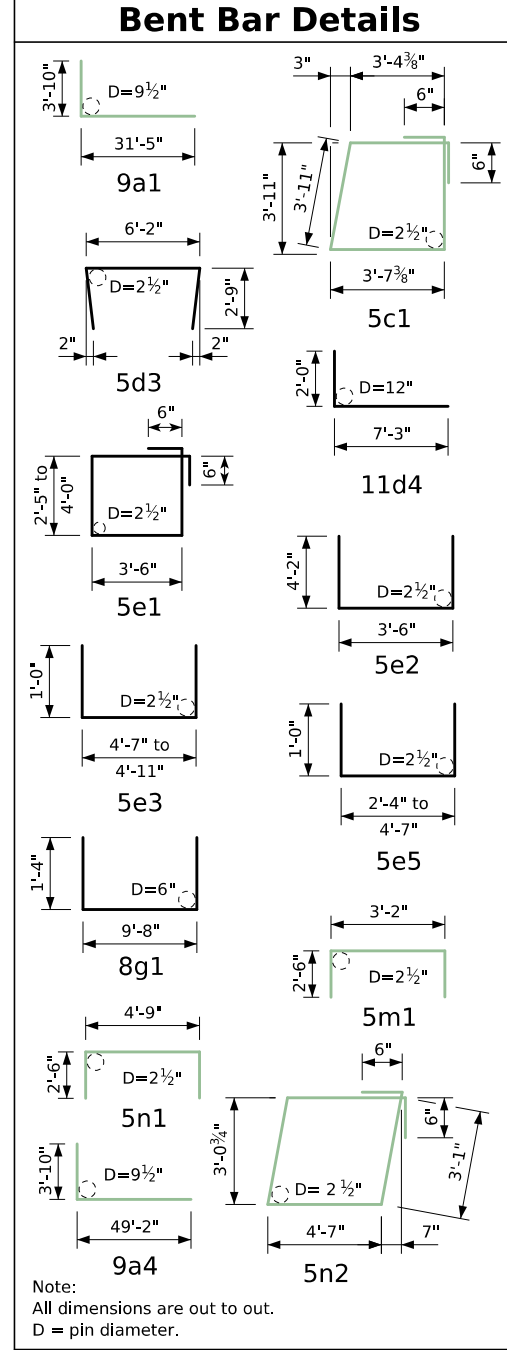 Bent Bar Details
3'-10"
D=9½"
31'-5"
9a1
3"
3'-4⅜"
6"
6"
3'-11"
3'-11"
D=2½"
3'-7⅜"
5c1
6'-2"
D=2½"
2'-9"
2"
2"
5d3
2'-0"
D=12"
7'-3"
11d4
6"
6"
2'-5" to
4'-0"
D=2½"
3'-6"
5e1
4'-2"
D=2½"
3'-6"
5e2
1'-0"
D=2½"
4'-7" to
4'-11"
5e3
1'-0"
D=2½"
2'-4" to
4'-7"
5e5
1'-4"
D=6"
9'-8"
8g1
3'-2"
2'-6"
D=2½"
5m1
4'-9"
2'-6"
D=2½"
5n1
6"
6"
3'-0¾"
3'-1"
D= 2 ½"
4'-7"
7"
5n2
3'-10"
D=9½"
49'-2"
9a4
Note:
All dimensions are out to out.
D = pin diameter.